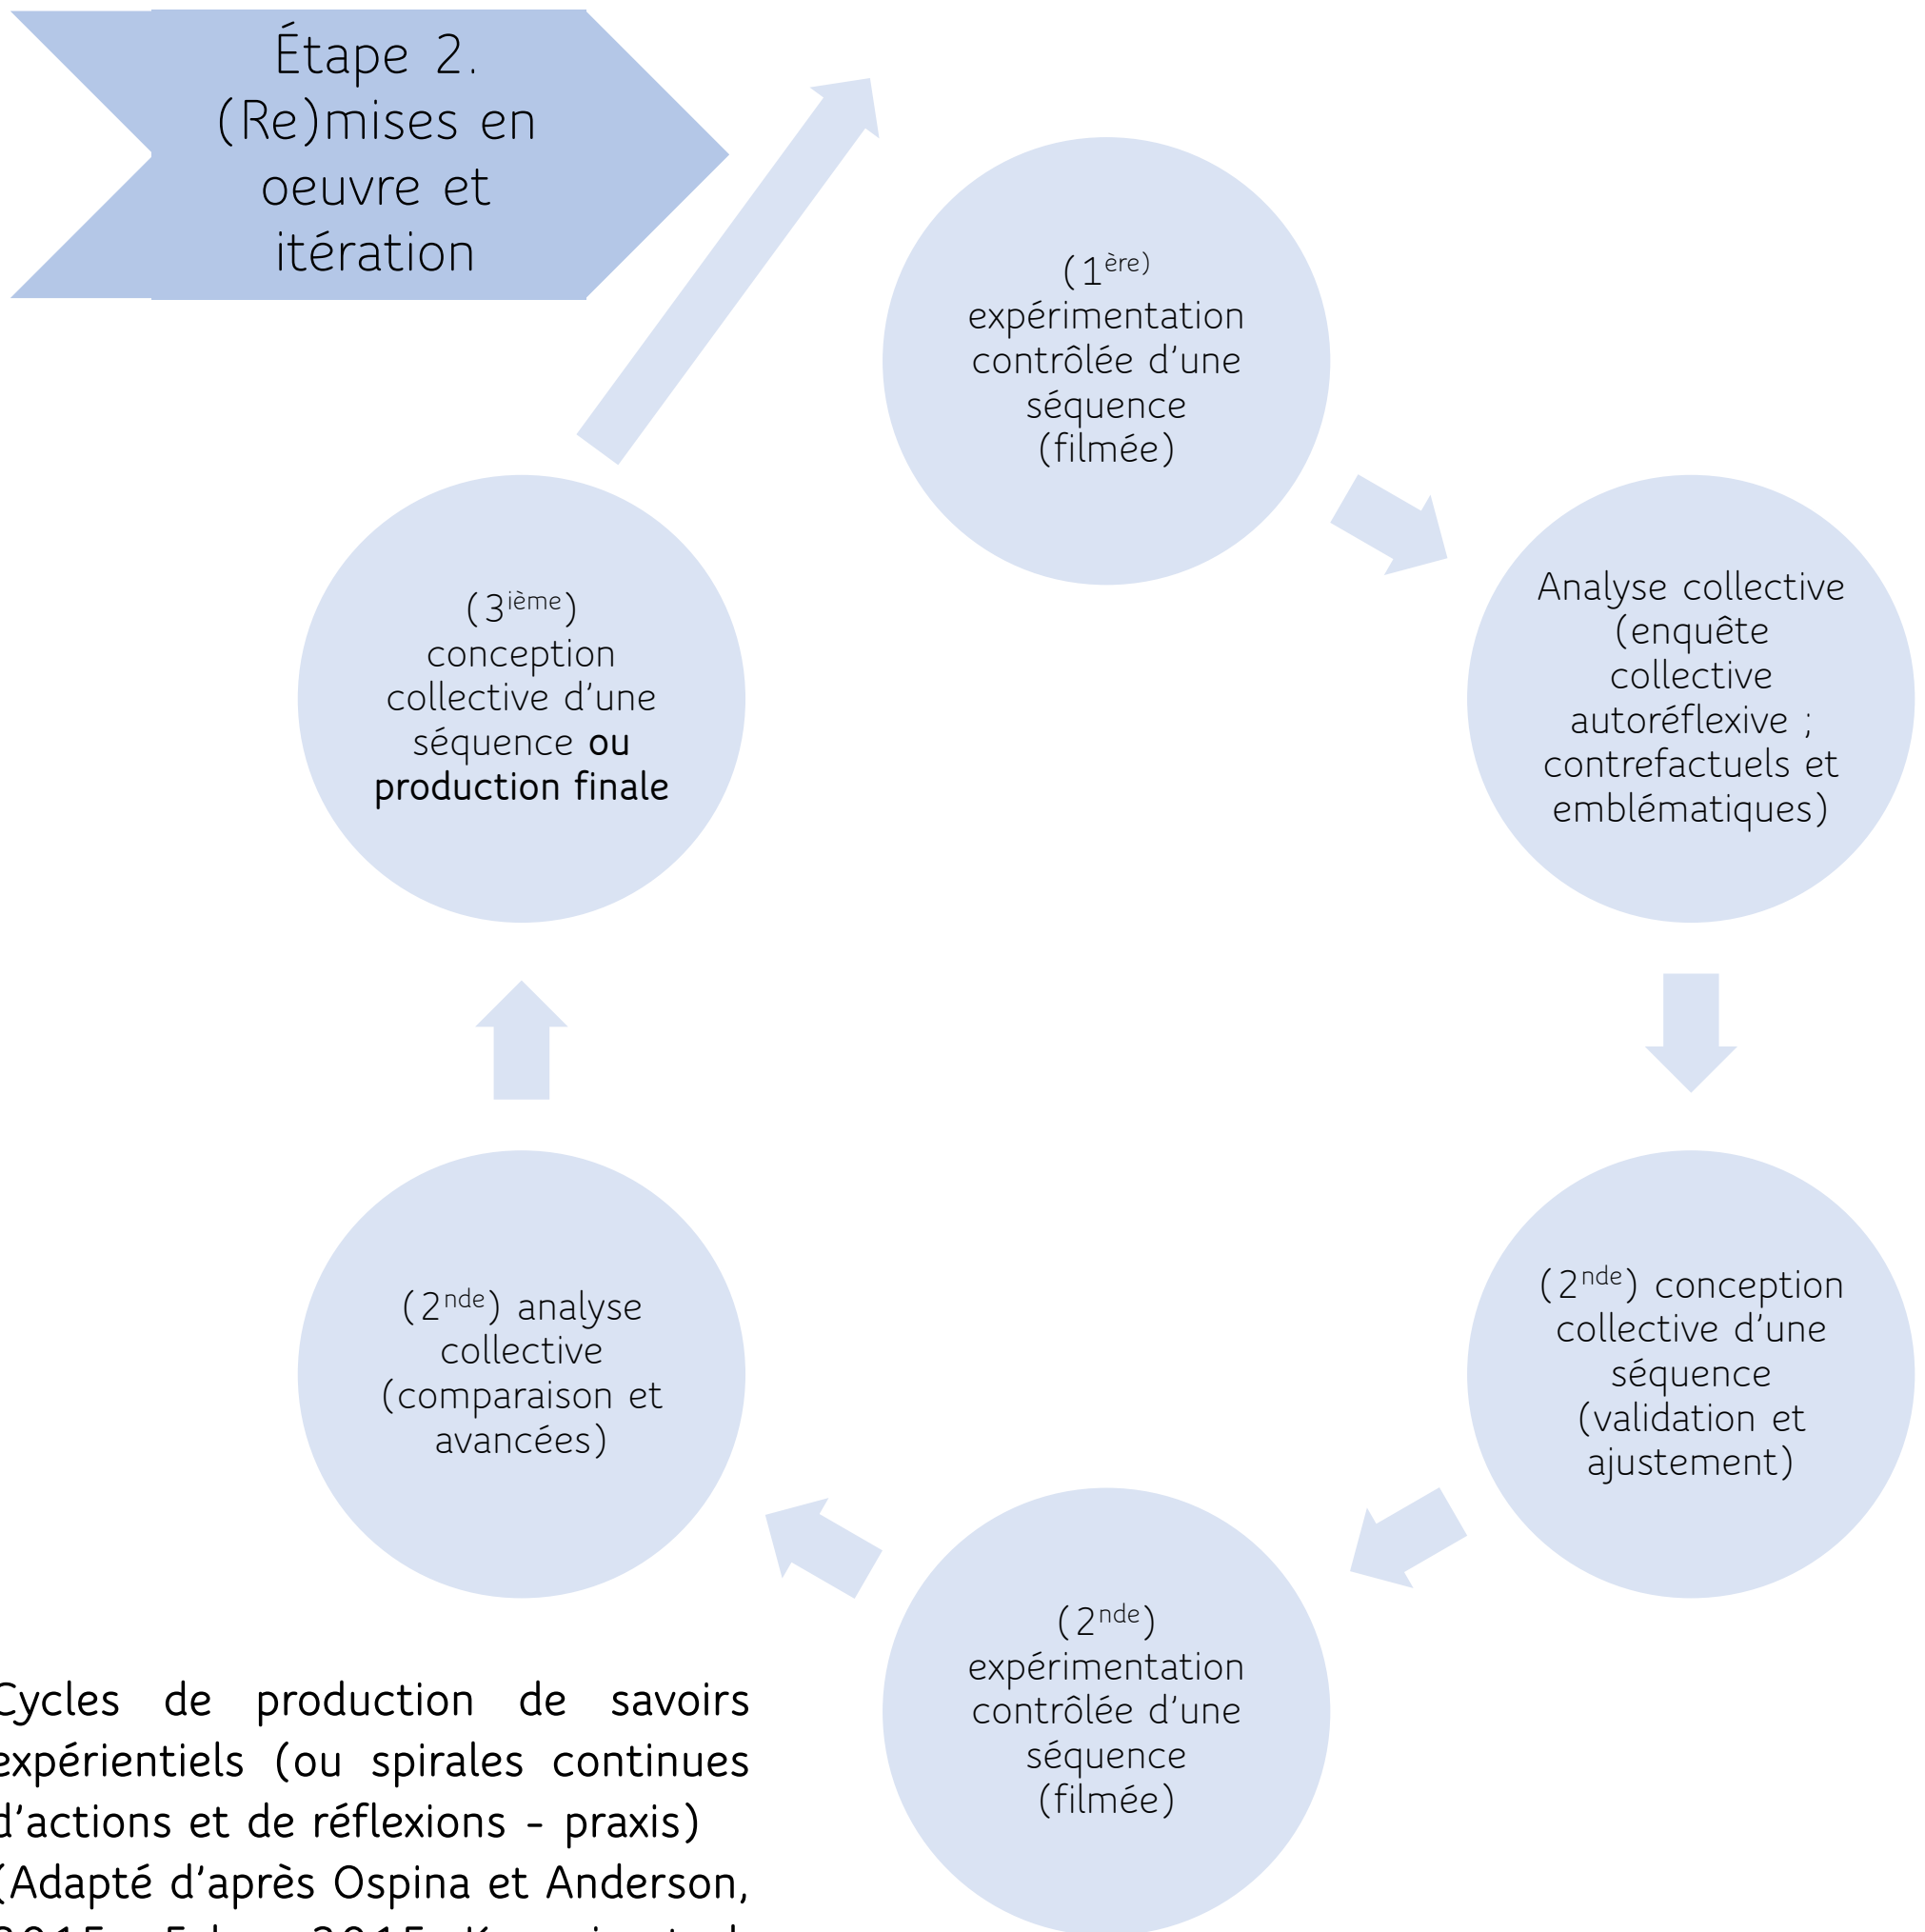 Étape 2.
(Re)mises en
oeuvre et
itération
(1ère)
expérimentation
contrôlée d'une
séquence
(filmée)
Analyse collective
(enquête
collective
autoréflexive ;
contrefactuels et
emblématiques)
(2nde) conception
collective d'une
séquence
(validation et
ajustement)
(2nde)
expérimentation
contrôlée d'une
séquence
(filmée)
(2nde) analyse
collective
(comparaison et
avancées)
(3ième)
conception
collective d'une
séquence ou
production finale
Cycles de production de savoirs
expérientiels (ou spirales continues
d'actions et de réflexions - praxis)
(Adapté d'après Ospina et Anderson,
2015
2015